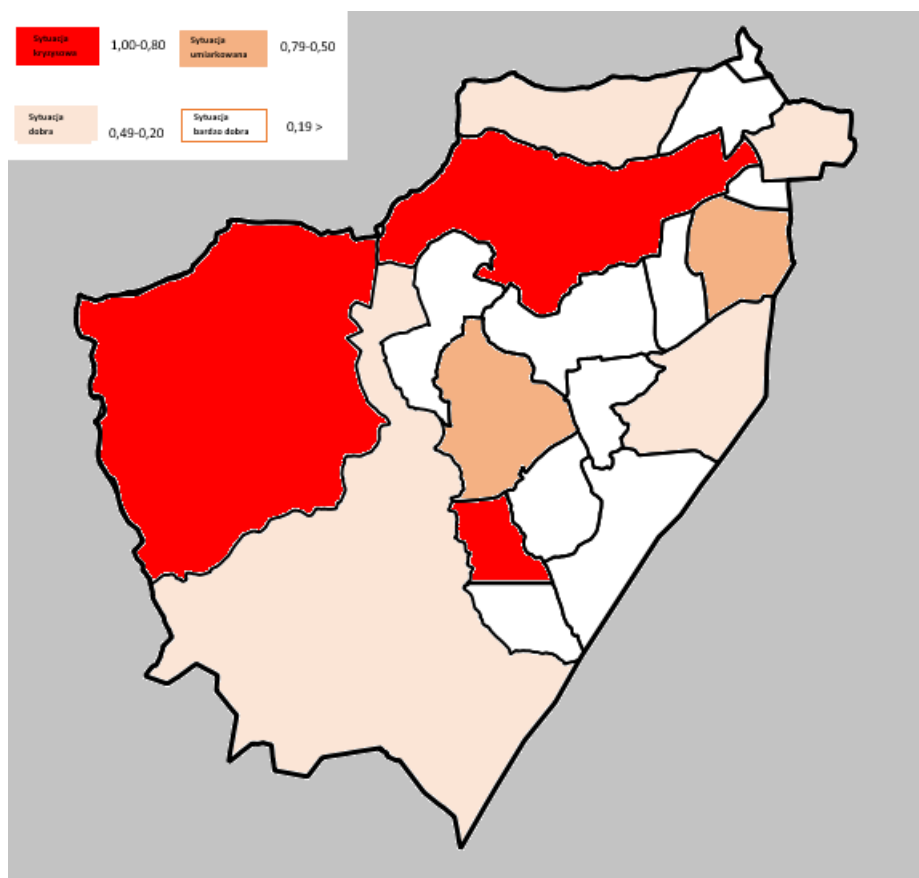 Sytuacja
kryzysowa
1,00-0,80
Sytuacja
umiarkowana
0,79-0,50
Sytuacja
dobra
0,49-0,20
Sytuacja
bardzo dobra
0,19 >